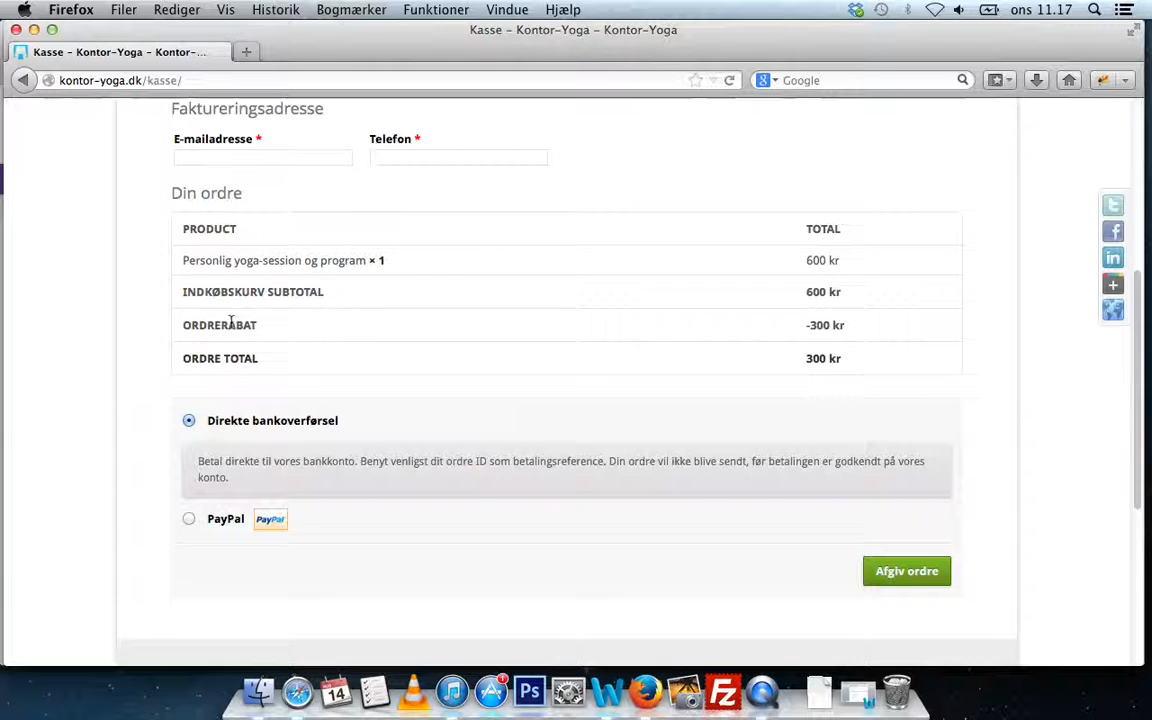 Firefox Filer Rediger Vis Historik Bogmærker Funktioner Vindue Hjælp ons 11.17
Kasse – Kontor-Yoga – Kontor-Yoga
Kasse – Kontor-Yoga – Kontor-...
kontor-yoga.dk/kasse/ Google
Faktureringsadresse
E-mailadresse * Telefon *
Din ordre
PRODUCT TOTAL
Personlig yoga-session og program × 1 600 kr
INDKØBSKURV SUBTOTAL 600 kr
ORDRERABAT -300 kr
ORDRE TOTAL 300 kr
Direkte bankoverførsel
Betal direkte til vores bankkonto. Benyt venligst dit ordre ID som betalingsreference. Din ordre vil ikke blive sendt, før betalingen er godkendt på vores
konto.
PayPal PayPal
Afgiv ordre
14 1 Ps Fz